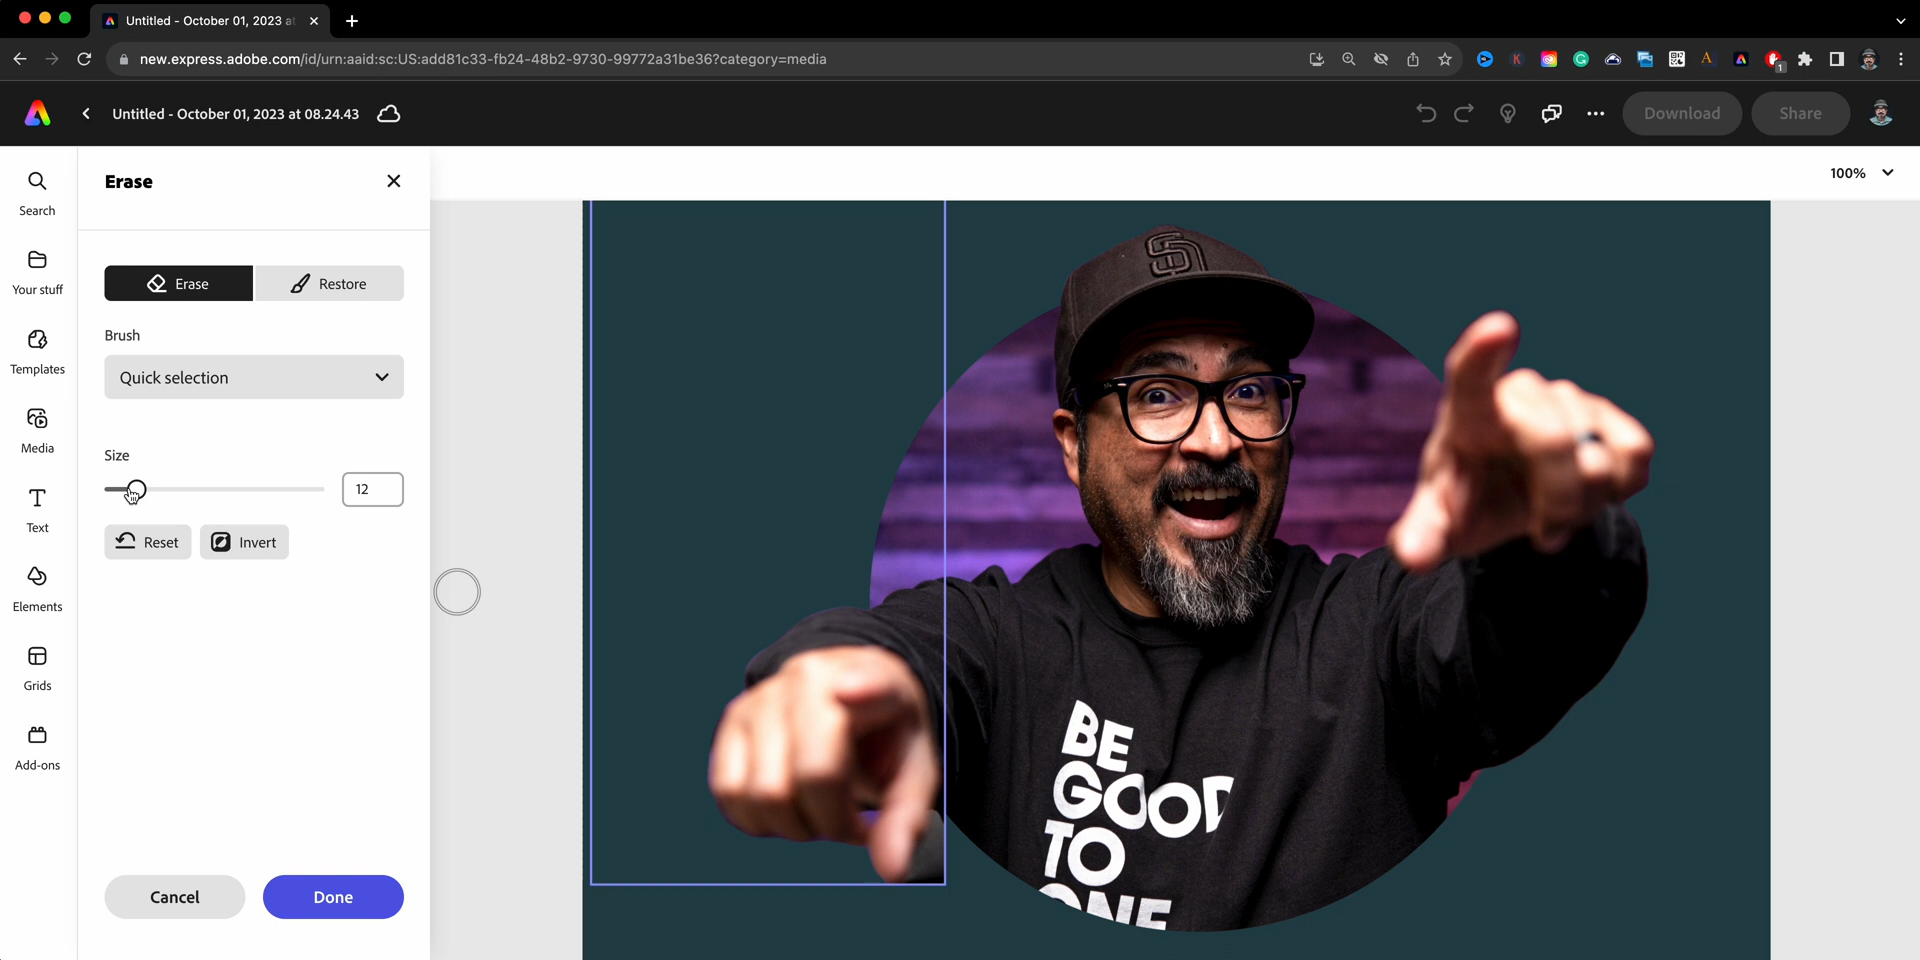 Untitled - October 01, 2023 at
new.express.adobe.com/id/urn:aaid:sc:US:add81c33-fb24-48b2-9730-99772a31be36?category=media
1
Untitled - October 01, 2023 at 08.24.43
Download
Share
Search
Your stuff
Templates
Media
Text
Elements
Grids
Add-ons
Erase
Erase
Restore
Brush
Quick selection
Size
12
Reset
Invert
Cancel
Done
100%
SD
BE
GOOD
TO
ONE